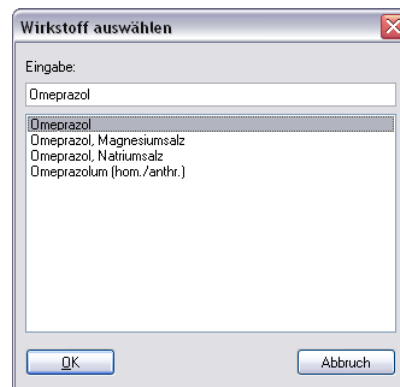 Wirkstoff auswählen
Eingabe:
Omeprazol
Omeprazol
Omeprazol, Magnesiumsalz
Omeprazol, Natriumsalz
Omeprazolum (hom./anthr.)
OK
Abbruch